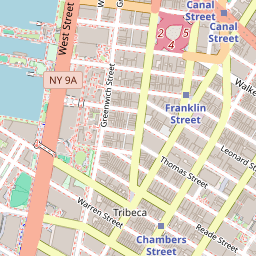 Canal
Street
Canal
Street
2
5
4
West Street
NY 9A
Greenwich Street
Walke
Franklin
Street
Leonard S
Thomas Street
Warren Street
Tribeca
Reade Street
Chambers
Street